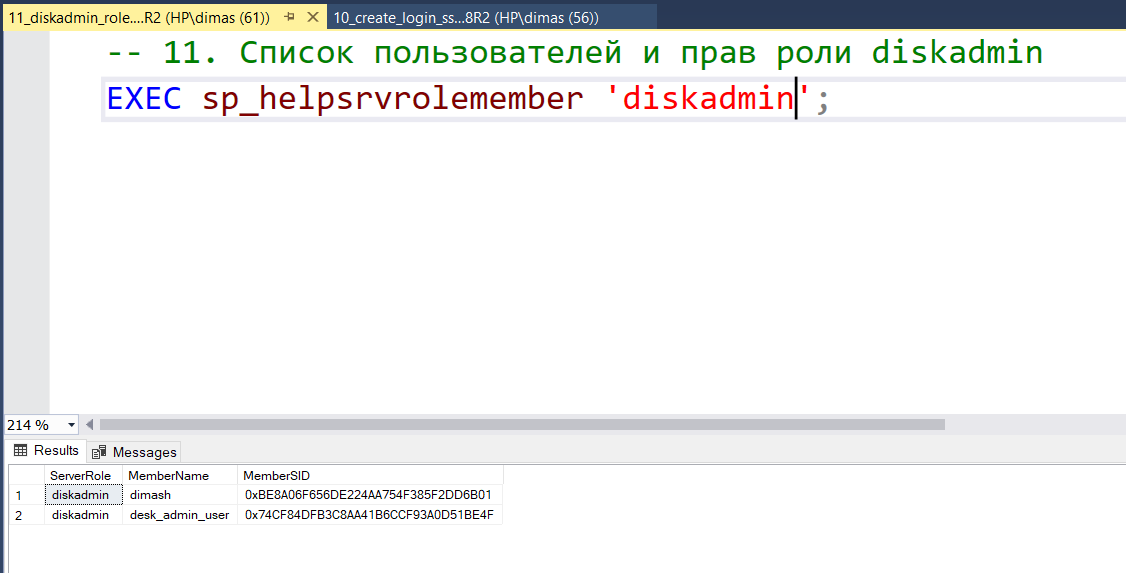 11_diskadmin_role....R2 (HP\dimas (61)) 10_create_login_ss...8R2 (HP\dimas (56))
-- 11. Список пользователей и прав роли diskadmin
EXEC sp_helpsrvrolemember 'diskadmin';
214 %
Results Messages
ServerRole MemberName MemberSID
1 diskadmin dimash 0xBE8A06F656DE224AA754F385F2DD6B01
2 diskadmin desk_admin_user 0x74CF84DFB3C8AA41B6CCF93A0D51BE4F